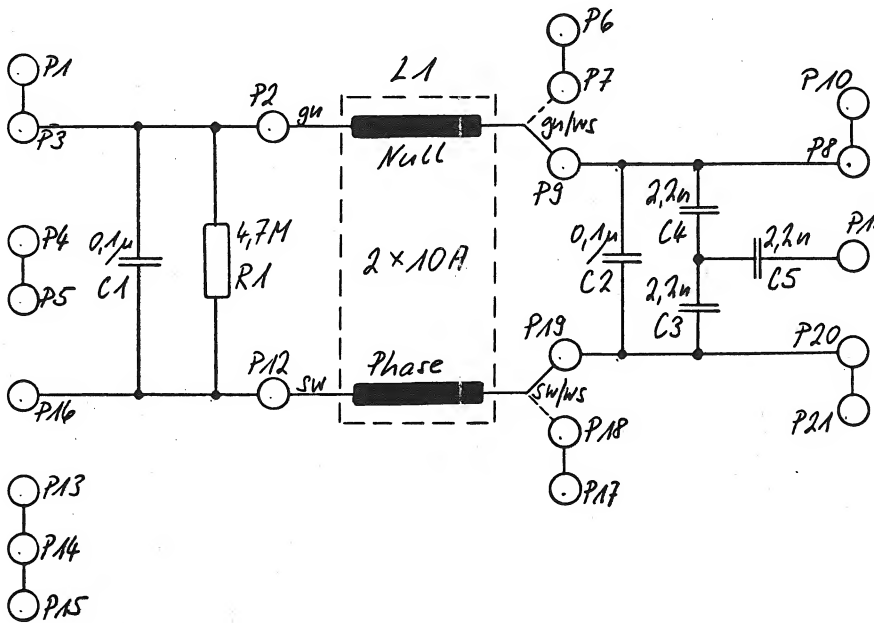 P1
P3
P4
P5
P16
P13
P14
P15
0,1µ
C1
4,7M
R1
P2
gn
P12
sw
L1
Null
2×10A
Phase
P6
P7
gn/ws
P9
P19
sw/ws
P18
P17
0,1µ
C2
2,2n
C4
2,2n
C3
2,2n
C5
P10
P8
P20
P21